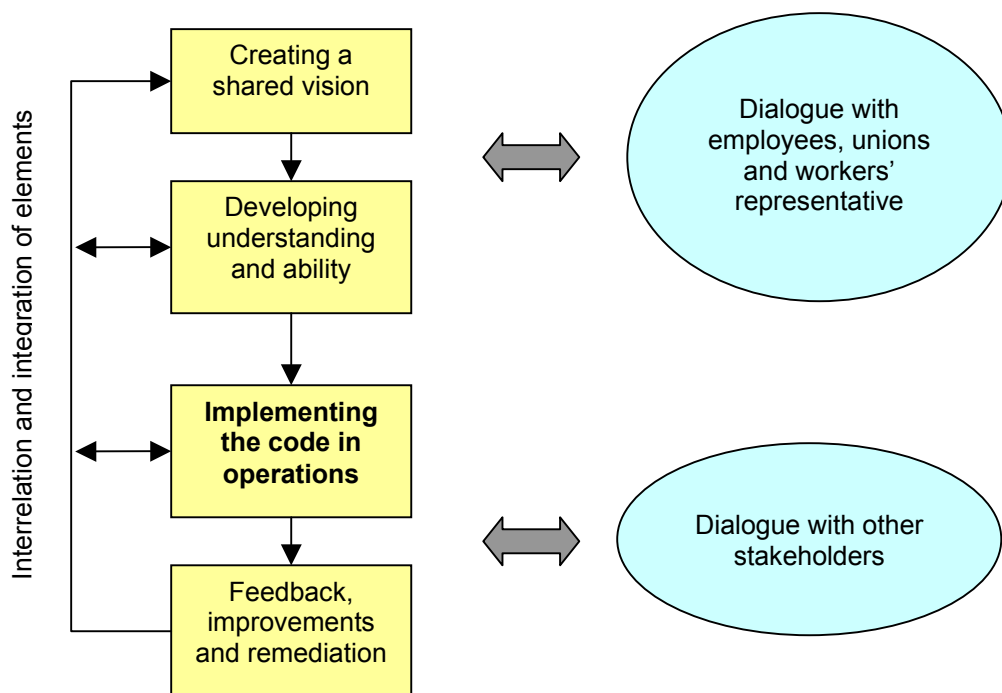 Interrelation and integration of elements
Creating a
shared vision
Developing
understanding
and ability
Implementing
the code in
operations
Feedback,
improvements
and remediation
Dialogue with
employees, unions
and workers’
representative
Dialogue with other
stakeholders